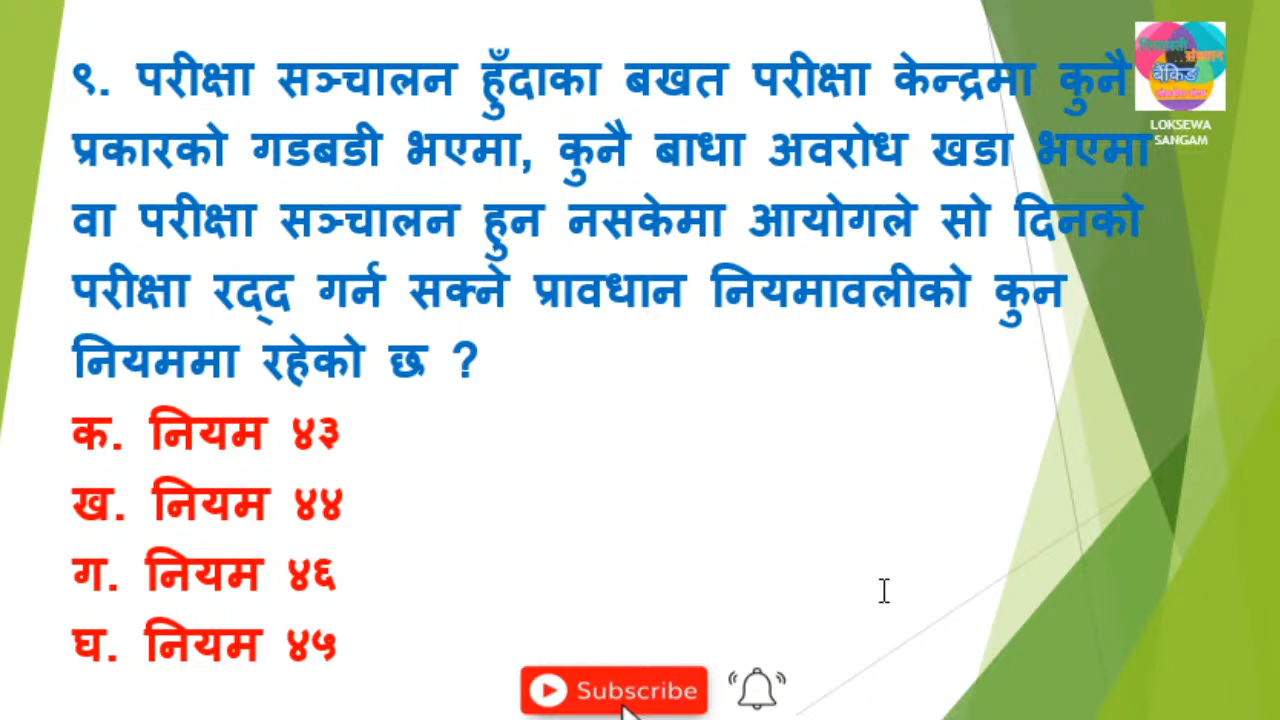 ९. परीक्षा सञ्चालन हुँदाका बखत परीक्षा केन्द्रमा कुनै
प्रकारको गडबडी भएमा, कुनै बाधा अवरोध खडा भएमा
वा परीक्षा सञ्चालन हुन नसकेमा आयोगले सो दिनको
परीक्षा रद्द् गर्न सक्ने प्रावधान नियमावलीको कुन
नियममा रहेको छ ?
क. नियम ४३
ख. नियम ४४
ग. नियम ४६
घ. नियम ४५
बैंकिङ
LOKSEWA
SANGAM
Subscribe